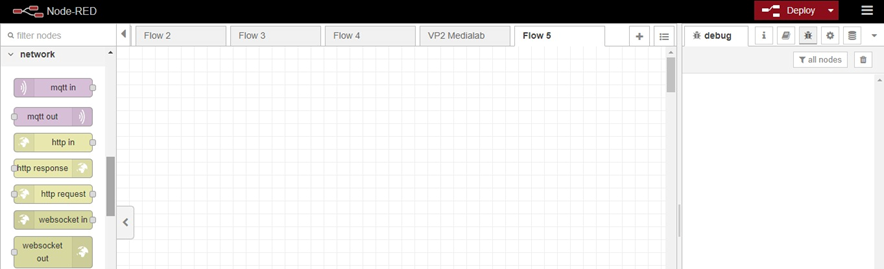 Node-RED
Deploy
filter nodes
Flow 2
Flow 3
Flow 4
VP2 Medialab
Flow 5
debug
network
all nodes
mqtt in
mqtt out
http in
http response
http request
websocket in
websocket
out